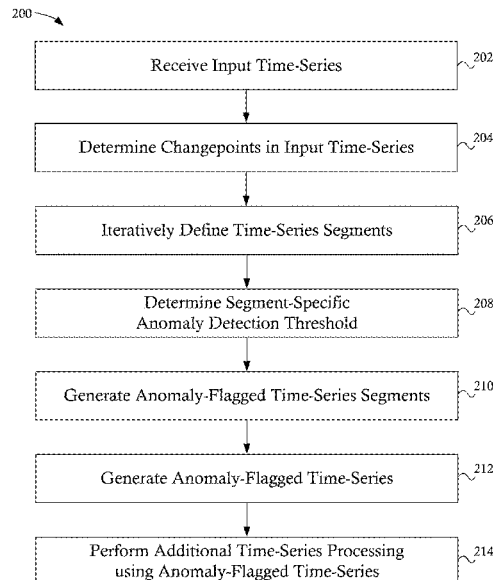 200
Receive Input Time-Series
202
Determine Changepoints in Input Time-Series
204
Iteratively Define Time-Series Segments
206
Determine Segment-Specific
Anomaly Detection Threshold
208
Generate Anomaly-Flagged Time-Series Segments
210
Generate Anomaly-Flagged Time-Series
212
Perform Additional Time-Series Processing
using Anomaly-Flagged Time-Series
214